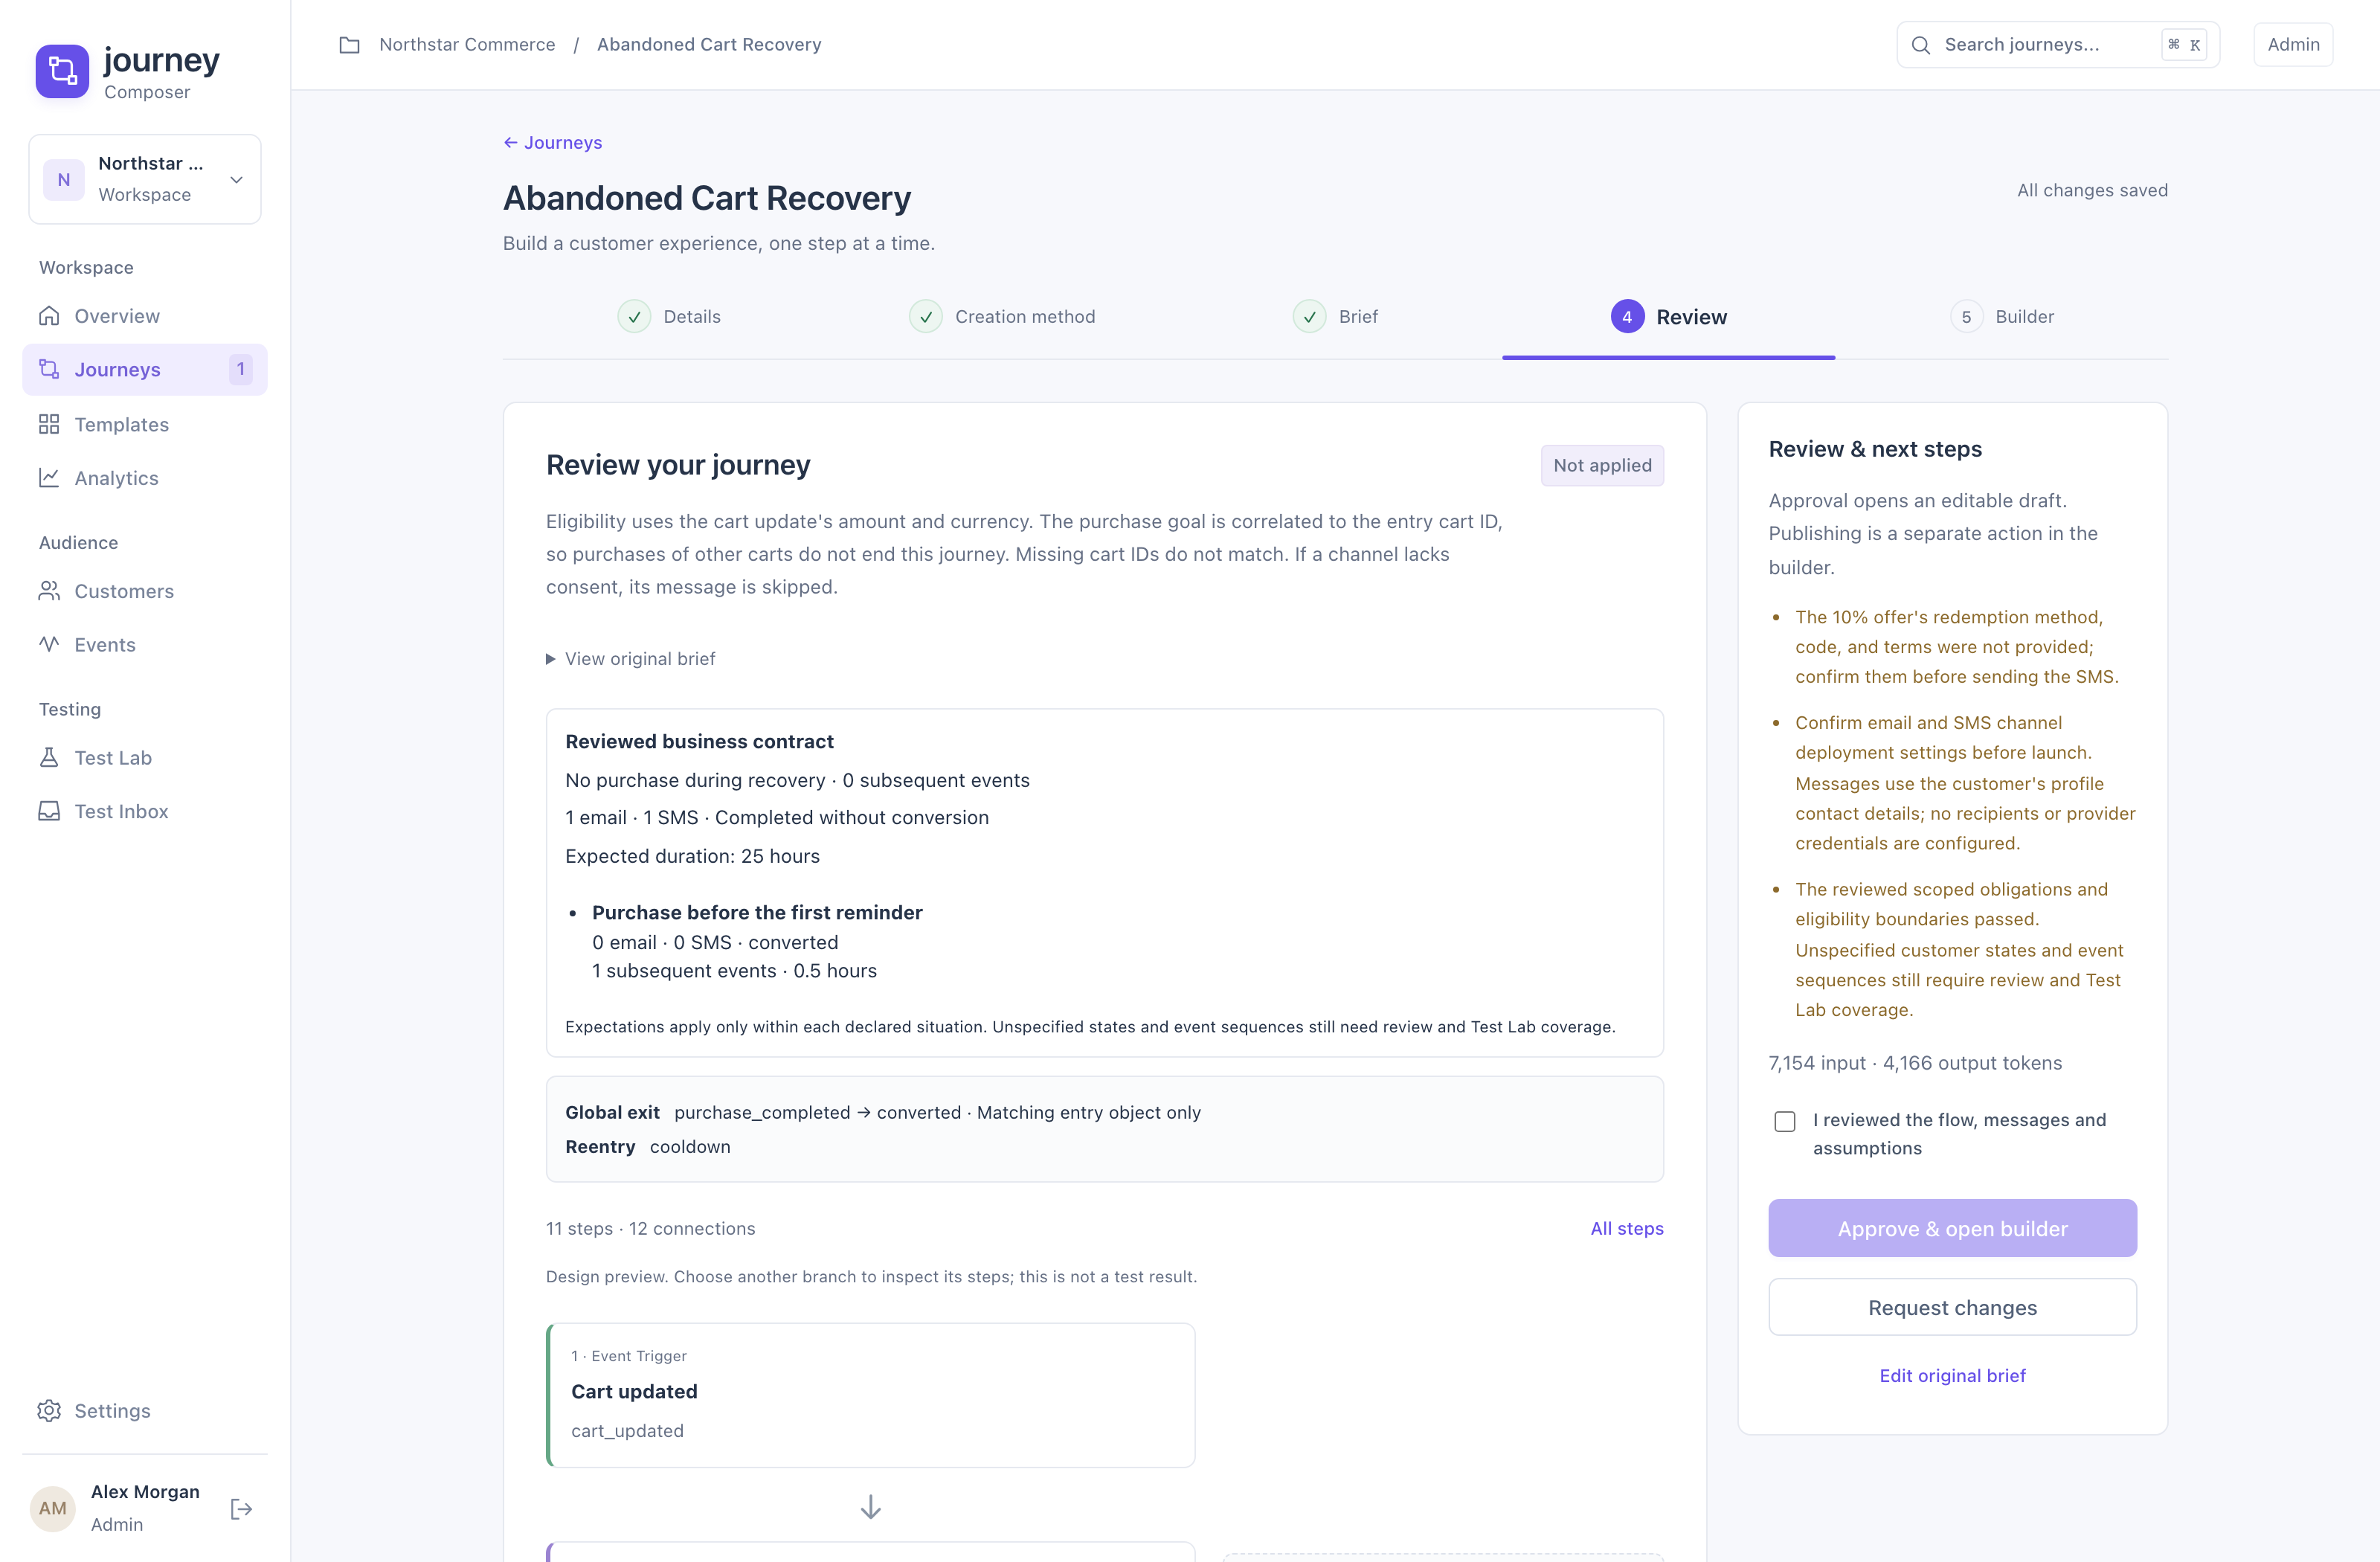 journey
Composer
N
Northstar ...
Workspace
Workspace
Overview
Journeys
1
Templates
Analytics
Audience
Customers
Events
Testing
Test Lab
Test Inbox
Settings
AM
Alex Morgan
Admin
Northstar Commerce / Abandoned Cart Recovery
Search journeys...
⌘ K
Admin
← Journeys
Abandoned Cart Recovery
All changes saved
Build a customer experience, one step at a time.
Details
Creation method
Brief
4 Review
5 Builder
Review your journey
Not applied
Eligibility uses the cart update's amount and currency. The purchase goal is correlated to the entry cart ID,
so purchases of other carts do not end this journey. Missing cart IDs do not match. If a channel lacks
consent, its message is skipped.
View original brief
Reviewed business contract
No purchase during recovery · 0 subsequent events
1 email · 1 SMS · Completed without conversion
Expected duration: 25 hours
• Purchase before the first reminder
0 email · 0 SMS · converted
1 subsequent events · 0.5 hours
Expectations apply only within each declared situation. Unspecified states and event sequences still need review and Test Lab coverage.
Global exit purchase_completed → converted · Matching entry object only
Reentry cooldown
11 steps · 12 connections
All steps
Design preview. Choose another branch to inspect its steps; this is not a test result.
1 · Event Trigger
Cart updated
cart_updated
Review & next steps
Approval opens an editable draft.
Publishing is a separate action in the
builder.
• The 10% offer's redemption method,
code, and terms were not provided;
confirm them before sending the SMS.
• Confirm email and SMS channel
deployment settings before launch.
Messages use the customer's profile
contact details; no recipients or provider
credentials are configured.
• The reviewed scoped obligations and
eligibility boundaries passed.
Unspecified customer states and event
sequences still require review and Test
Lab coverage.
7,154 input · 4,166 output tokens
I reviewed the flow, messages and
assumptions
Approve & open builder
Request changes
Edit original brief